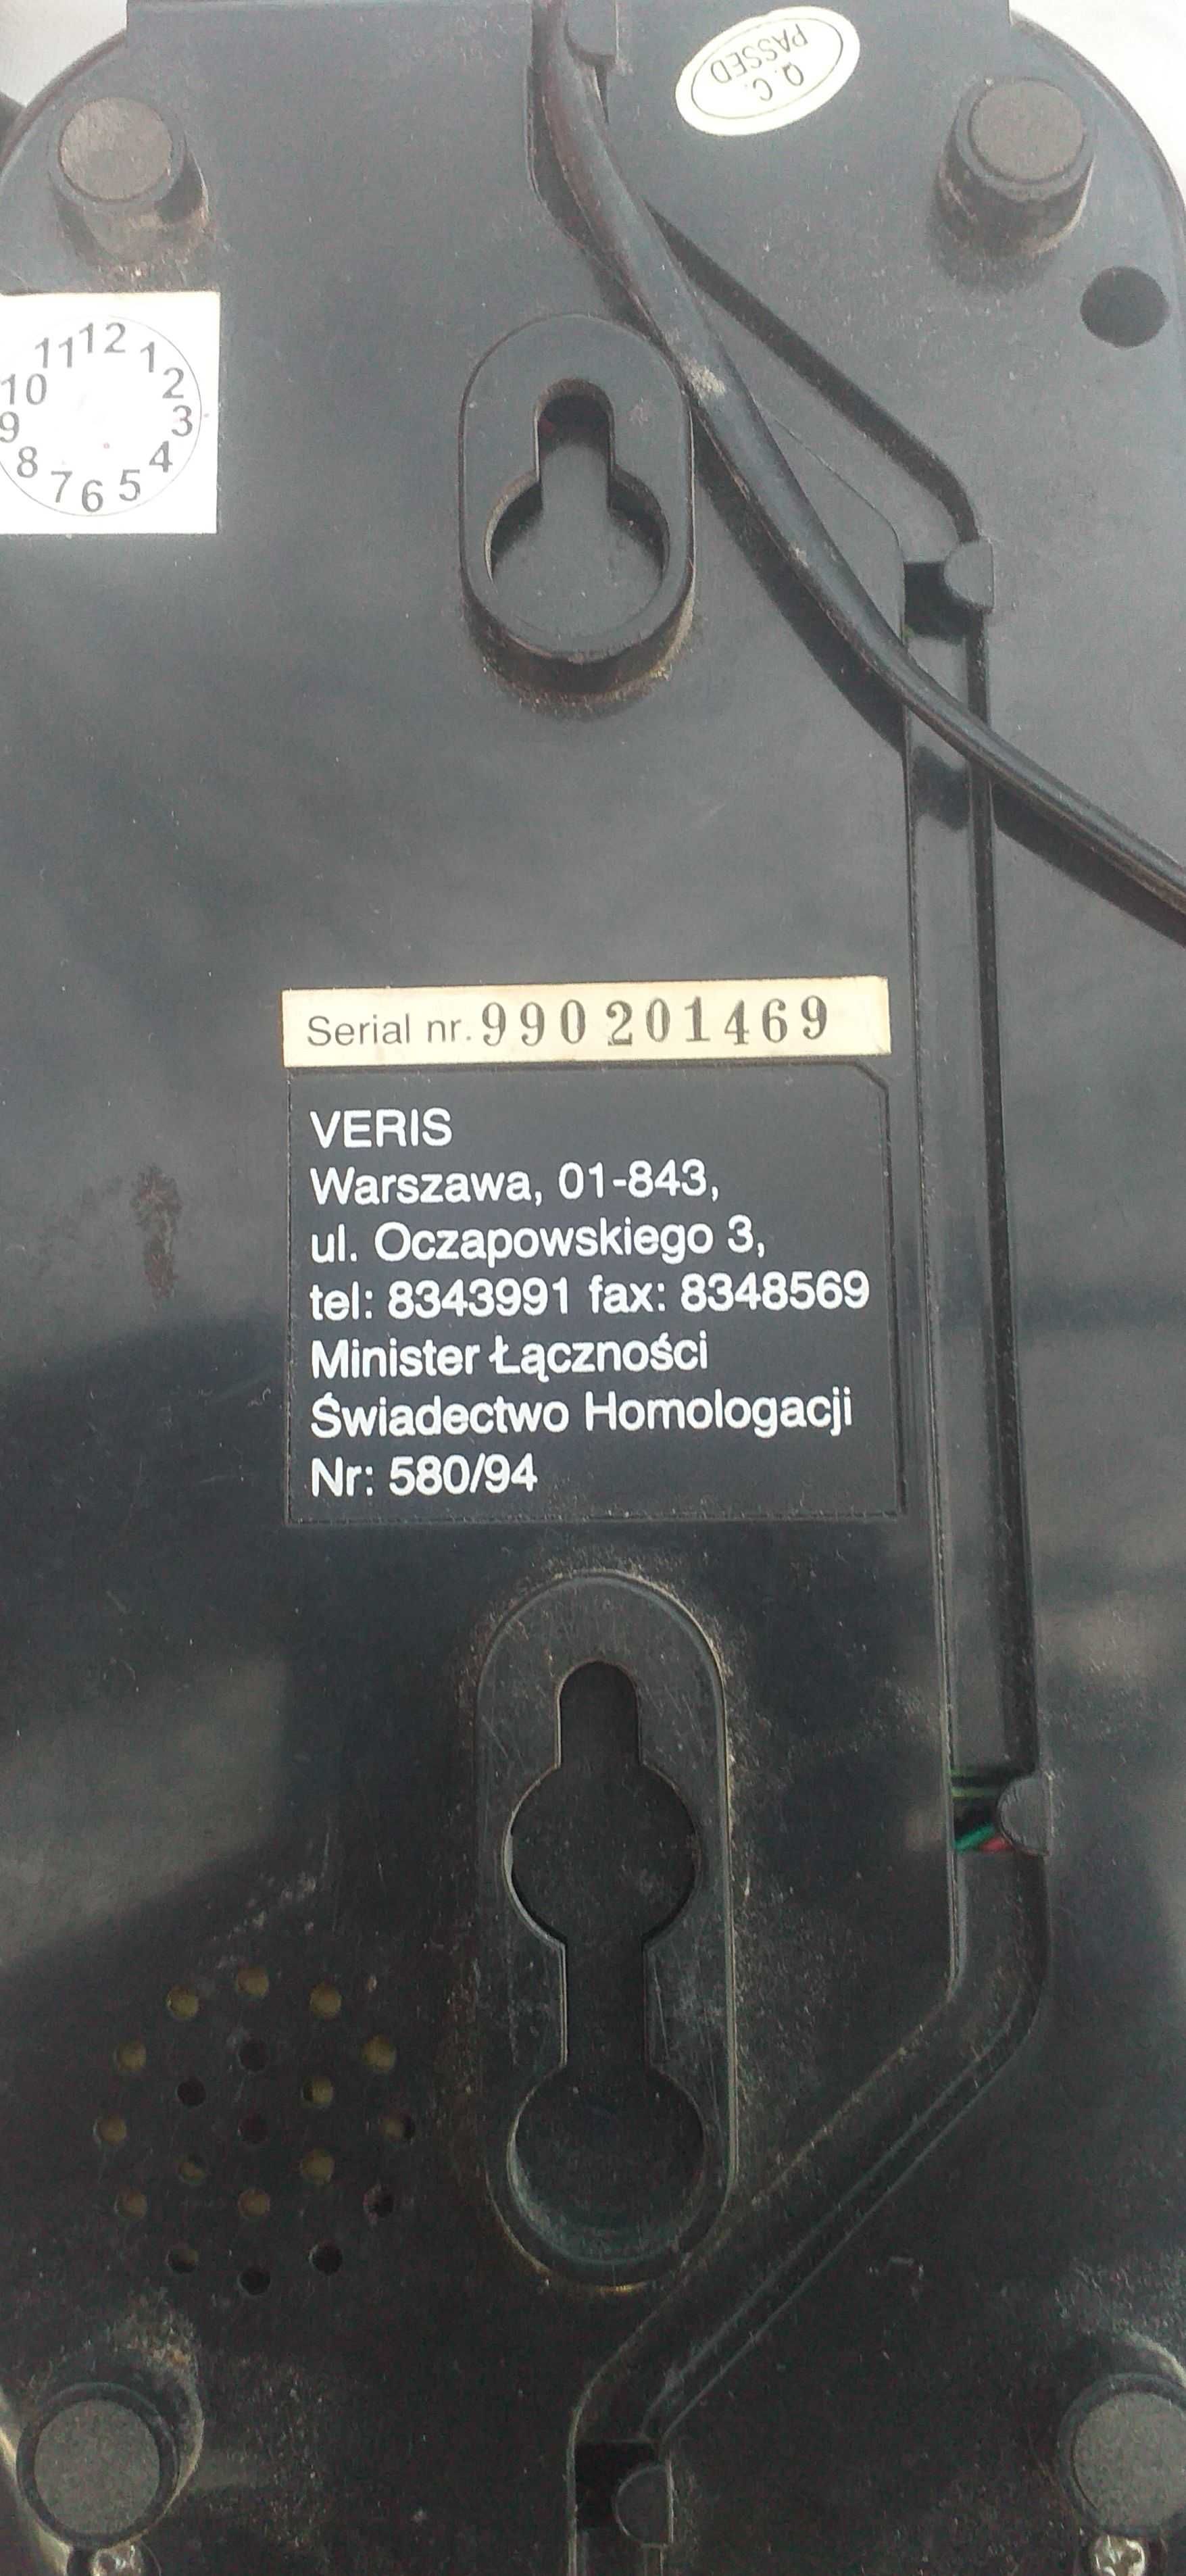 Q.C.
PASSED
12
1
2
3
4
5
6
7
8
9
10
11
Serial nr. 990201469
VERIS
Warszawa, 01-843,
ul. Oczapowskiego 3,
tel: 8343991 fax: 8348569
Minister Łączności
Świadectwo Homologacji
Nr: 580/94